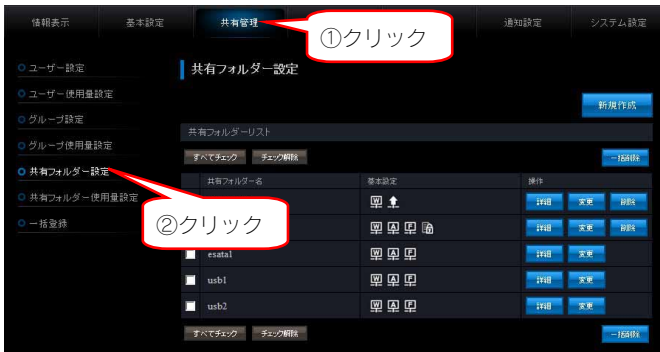 情報表示 基本設定 共有管理 通知設定 システム設定
①クリック
ユーザー設定
ユーザー使用量設定
グループ設定
グループ使用量設定
共有フォルダー設定
共有フォルダー使用量設定
一括登録
②クリック
共有フォルダー設定
新規作成
共有フォルダーリスト
すべてチェック チェック解除 一括削除
共有フォルダー名 基本設定 操作
W 詳細 変更 削除
W A F 詳細 変更 削除
esata1 W A F 詳細 変更
usb1 W A F 詳細 変更
usb2 W A F 詳細 変更
すべてチェック チェック解除 一括削除